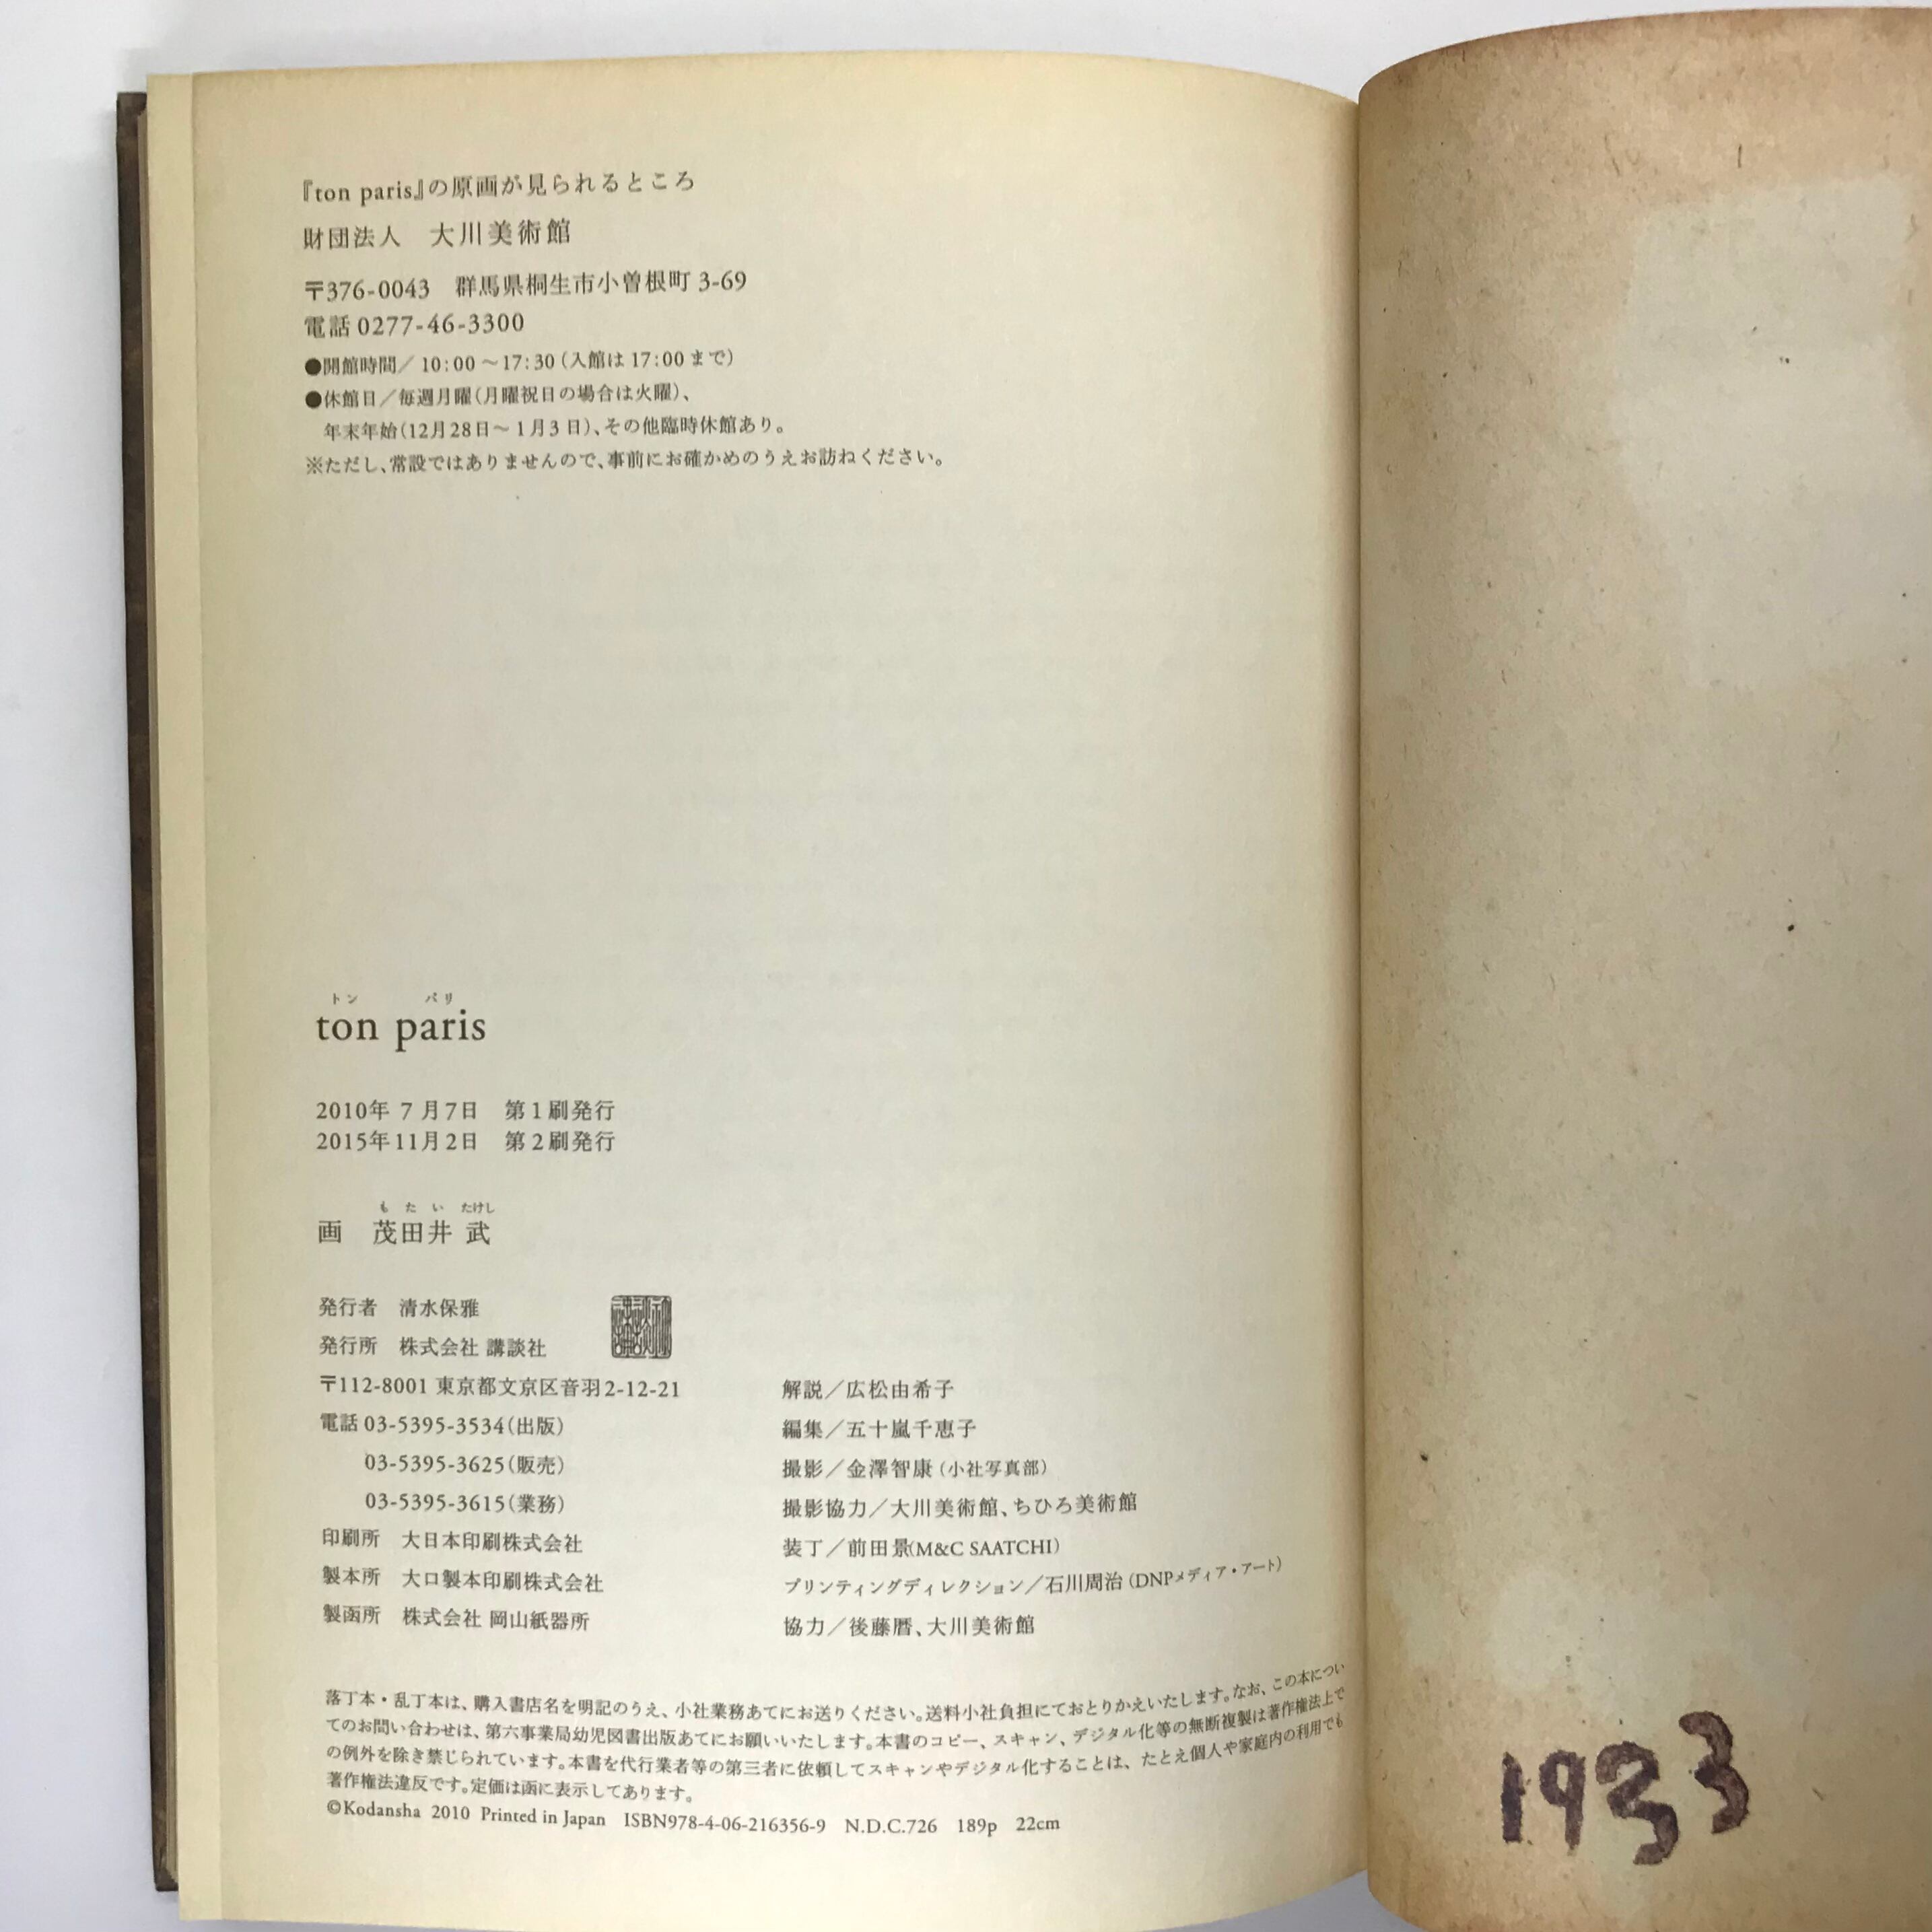 『ton paris』の原画が見られるところ
財団法人　大川美術館
〒376-0043　群馬県桐生市小曽根町 3-69
電話 0277-46-3300
●開館時間／ 10:00 〜17:30（入館は 17:00 まで）
●休館日／毎週月曜（月曜祝日の場合は火曜）、
年末年始（12月28日〜 1月3 日）、その他臨時休館あり。
※ただし、常設ではありませんので、事前にお確かめのうえお訪ねください。
トン　パリ
ton paris
2010年 7 月7日　第1刷発行
2015年11月2日　第2刷発行
もたい たけし
画　茂田井 武
発行者　清水保雅
発行所　株式会社 講談社
〒112-8001 東京都文京区音羽2-12-21
電話 03-5395-3534（出版）
03-5395-3625（販売）
03-5395-3615（業務）
印刷所　大日本印刷株式会社
製本所　大口製本印刷株式会社
製函所　株式会社 岡山紙器所
解説／広松由希子
編集／五十嵐千恵子
撮影／金澤智康（小社写真部）
撮影協力／大川美術館、ちひろ美術館
装丁／前田景（M&C SAATCHI）
プリンティングディレクション／石川周治（DNPメディア・アート）
協力／後藤暦、大川美術館
落丁本・乱丁本は、購入書店名を明記のうえ、小社業務あてにお送りください。送料小社負担にておとりかえいたします。なお、この本につい
てのお問い合わせは、第六事業局幼児図書出版あてにお願いいたします。本書のコピー、スキャン、デジタル化等の無断複製は著作権法上で
の例外を除き禁じられています。本書を代行業者等の第三者に依頼してスキャンやデジタル化することは、たとえ個人や家庭内の利用でも
著作権法違反です。定価は函に表示してあります。
©Kodansha 2010 Printed in Japan　ISBN978-4-06-216356-9　N.D.C.726　189p　22cm
1933